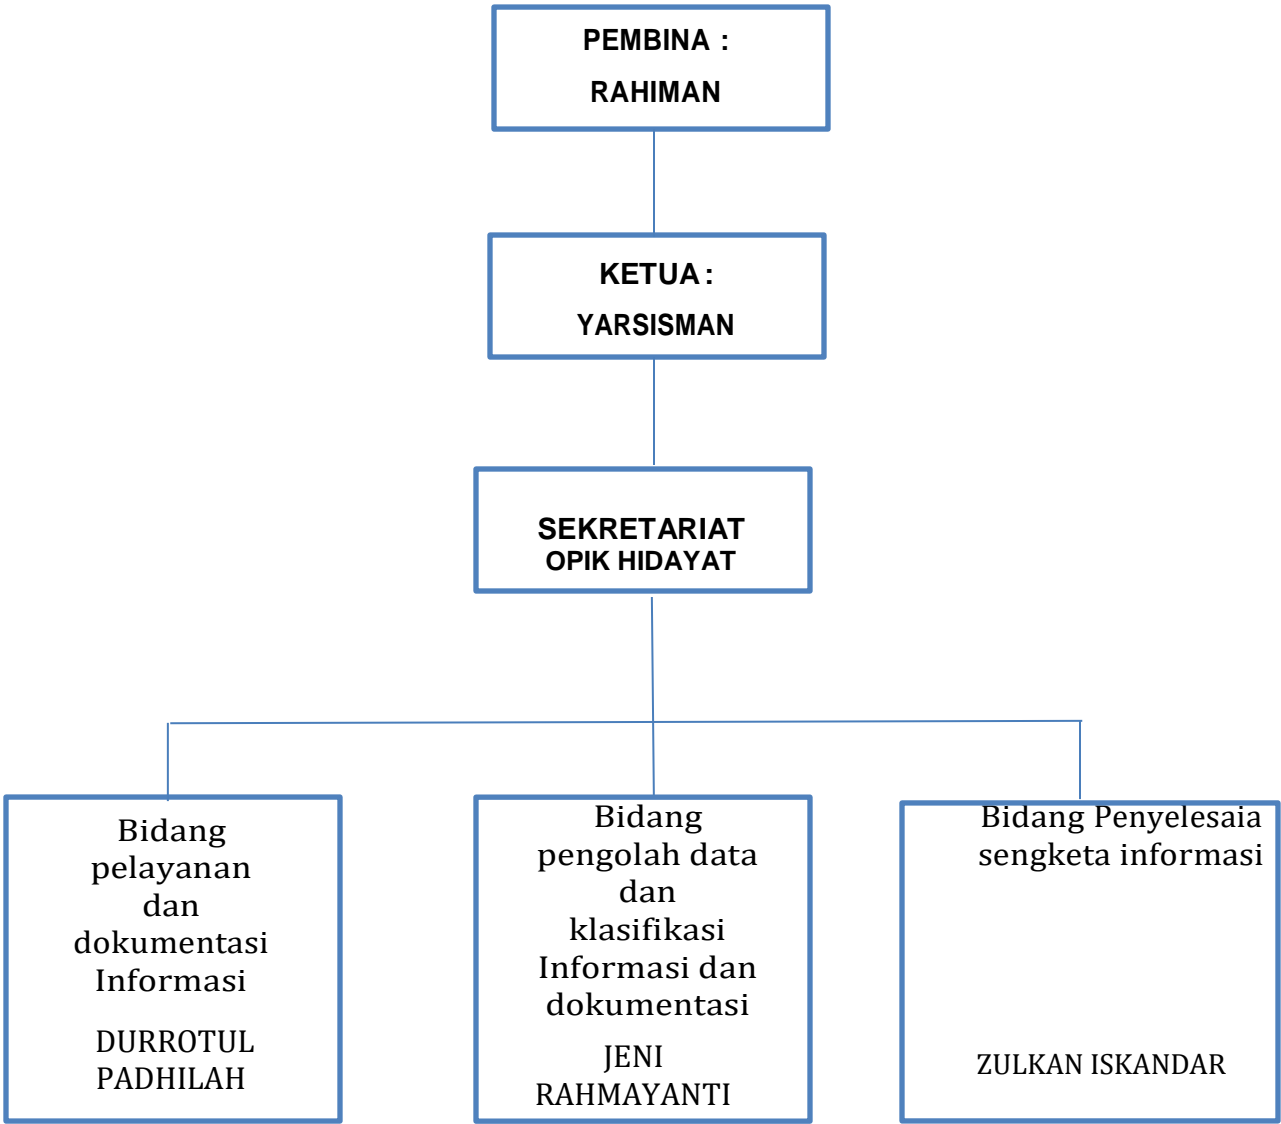 PEMBINA :
RAHIMAN
KETUA :
YARSISMAN
SEKRETARIAT
OPIK HIDAYAT
Bidang
pelayanan
dan
dokumentasi
Informasi
DURROTUL
PADHILAH
Bidang
pengolah data
dan
klasifikasi
Informasi dan
dokumentasi
JENI
RAHMAYANTI
Bidang Penyelesaia
sengketa informasi
ZULKAN ISKANDAR